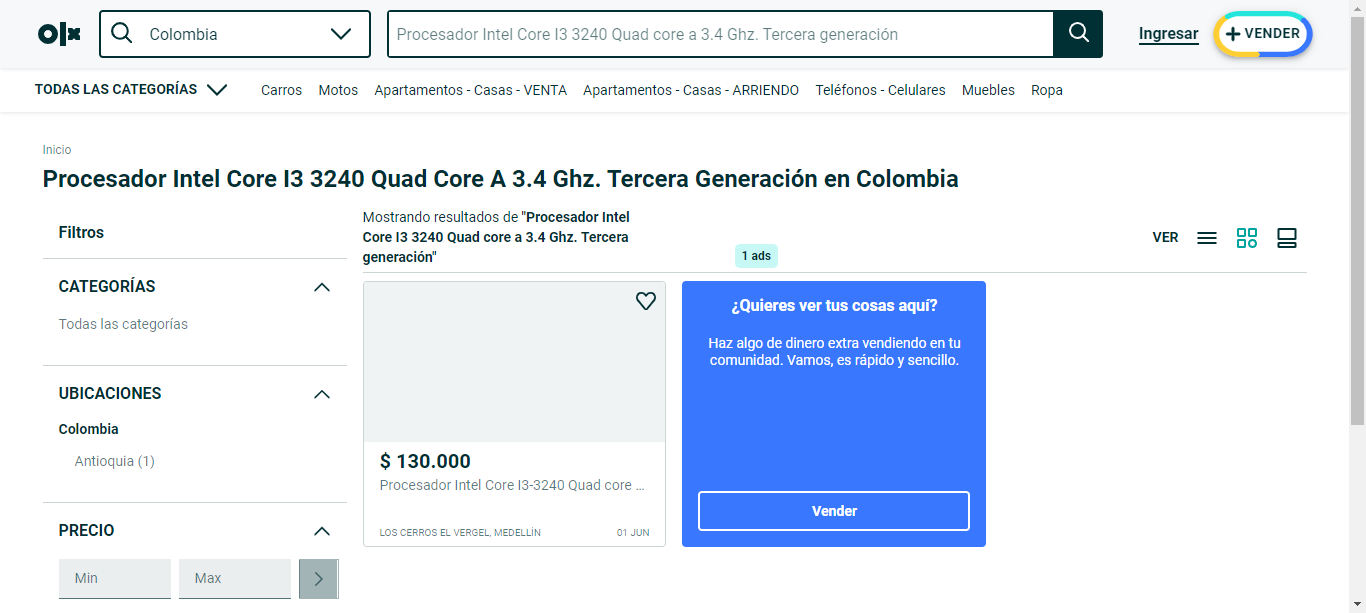 olx
Colombia
Procesador Intel Core I3 3240 Quad core a 3.4 Ghz. Tercera generación
Ingresar
VENDER
TODAS LAS CATEGORÍAS
Carros
Motos
Apartamentos - Casas - VENTA
Apartamentos - Casas - ARRIENDO
Teléfonos - Celulares
Muebles
Ropa
Inicio
Procesador Intel Core I3 3240 Quad Core A 3.4 Ghz. Tercera Generación en Colombia
Filtros
CATEGORÍAS
Todas las categorías
UBICACIONES
Colombia
Antioquia (1)
PRECIO
Min
Max
Mostrando resultados de "Procesador Intel
Core I3 3240 Quad core a 3.4 Ghz. Tercera
generación"
1 ads
VER
$ 130.000
Procesador Intel Core I3-3240 Quad core ...
LOS CERROS EL VERGEL, MEDELLÍN
01 JUN
¿Quieres ver tus cosas aquí?
Haz algo de dinero extra vendiendo en tu
comunidad. Vamos, es rápido y sencillo.
Vender